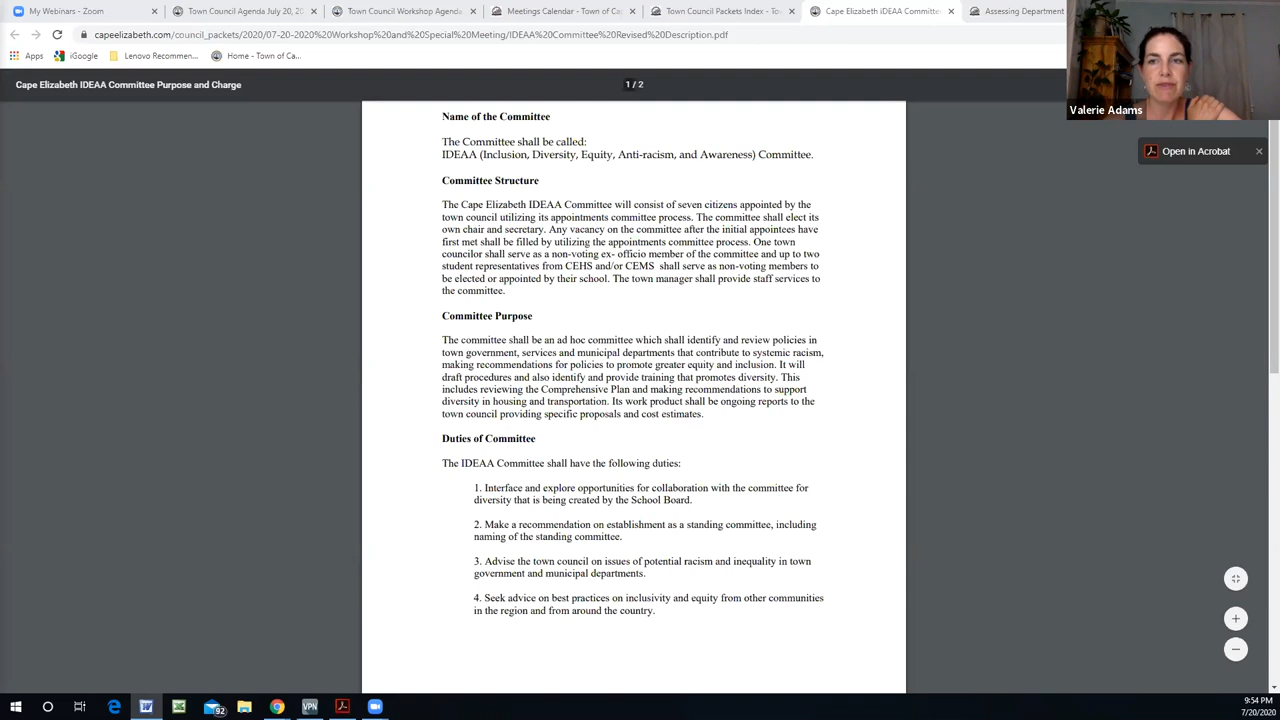 My Webinars - Zoom
Town Council Agenda July 20, 20
Town Council Workshop Agenda
Meetings Calendar - Town of Ca
Town Council Packets Index - To
Cape Elizabeth IDEAA Committee
Assessing Department
capeelizabeth.com/council_packets/2020/07-20-2020%20Workshop%20and%20Special%20Meeting/IDEAA%20Committee%20Revised%20Description.pdf
Apps
iGoogle
Lenovo Recommen...
Home - Town of Ca...
Valerie Adams
Cape Elizabeth IDEAA Committee Purpose and Charge
1 / 2
Open in Acrobat
Name of the Committee
The Committee shall be called:
IDEAA (Inclusion, Diversity, Equity, Anti-racism, and Awareness) Committee.
Committee Structure
The Cape Elizabeth IDEAA Committee will consist of seven citizens appointed by the
town council utilizing its appointments committee process. The committee shall elect its
own chair and secretary. Any vacancy on the committee after the initial appointees have
first met shall be filled by utilizing the appointments committee process. One town
councilor shall serve as a non-voting ex- officio member of the committee and up to two
student representatives from CEHS and/or CEMS shall serve as non-voting members to
be elected or appointed by their school. The town manager shall provide staff services to
the committee.
Committee Purpose
The committee shall be an ad hoc committee which shall identify and review policies in
town government, services and municipal departments that contribute to systemic racism,
making recommendations for policies to promote greater equity and inclusion. It will
draft procedures and also identify and provide training that promotes diversity. This
includes reviewing the Comprehensive Plan and making recommendations to support
diversity in housing and transportation. Its work product shall be ongoing reports to the
town council providing specific proposals and cost estimates.
Duties of Committee
The IDEAA Committee shall have the following duties:
1. Interface and explore opportunities for collaboration with the committee for
diversity that is being created by the School Board.
2. Make a recommendation on establishment as a standing committee, including
naming of the standing committee.
3. Advise the town council on issues of potential racism and inequality in town
government and municipal departments.
4. Seek advice on best practices on inclusivity and equity from other communities
in the region and from around the country.
92
VPN
9:54 PM
7/20/2020